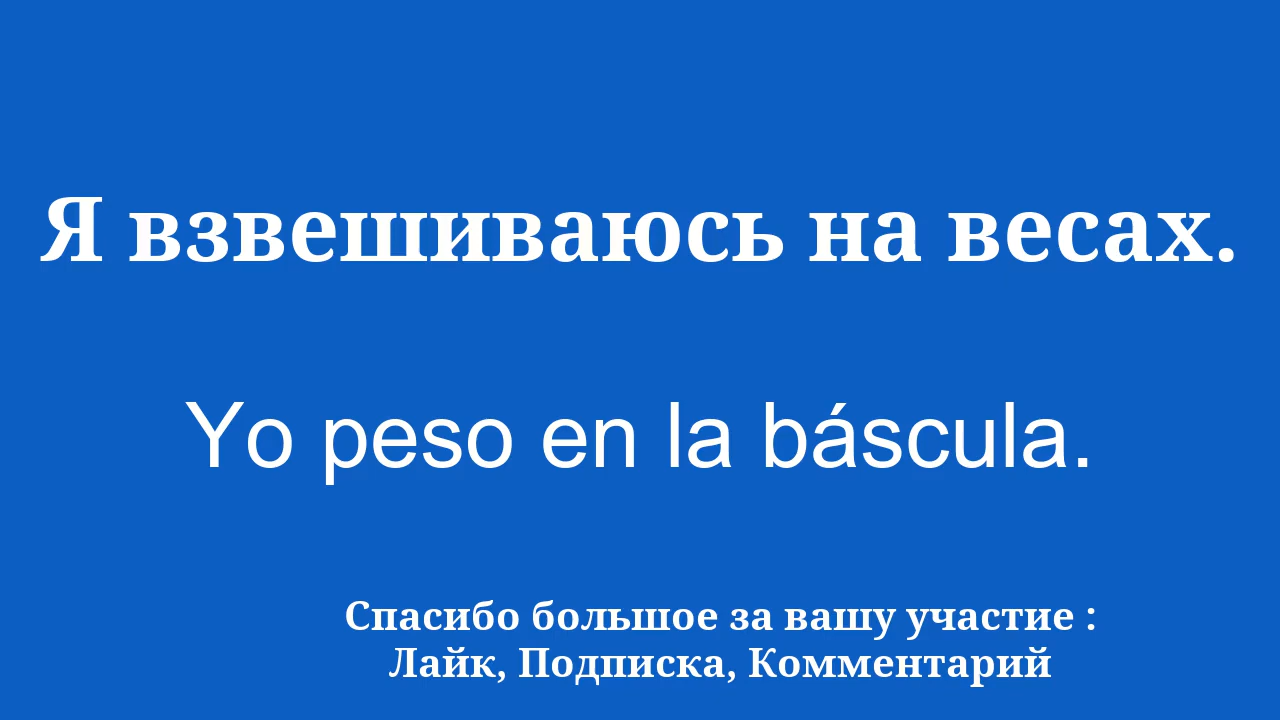 Я взвешиваюсь на весах.
Yo peso en la báscula.
Спасибо большое за вашу участие :
Лайк, Подписка, Комментарий